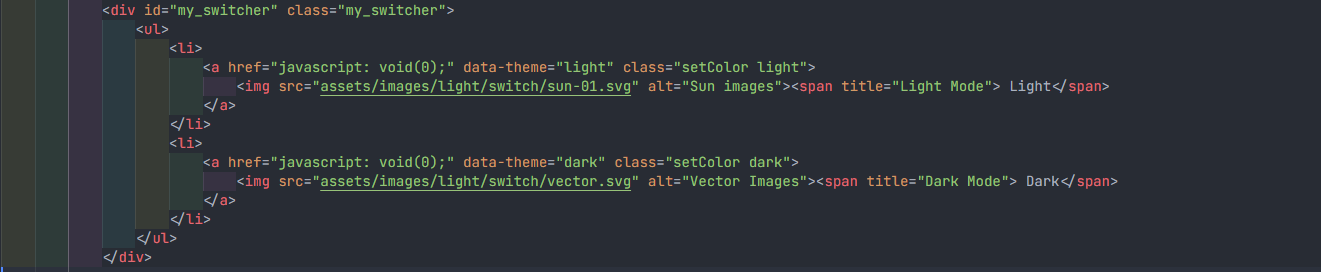 <div id="my_switcher" class="my_switcher">
<ul>
<li>
<a href="javascript: void(0);" data-theme="light" class="setColor light">
<img src="assets/images/light/switch/sun-01.svg" alt="Sun images"><span title="Light Mode"> Light</span>
</a>
</li>
<li>
<a href="javascript: void(0);" data-theme="dark" class="setColor dark">
<img src="assets/images/light/switch/vector.svg" alt="Vector Images"><span title="Dark Mode"> Dark</span>
</a>
</li>
</ul>
</div>